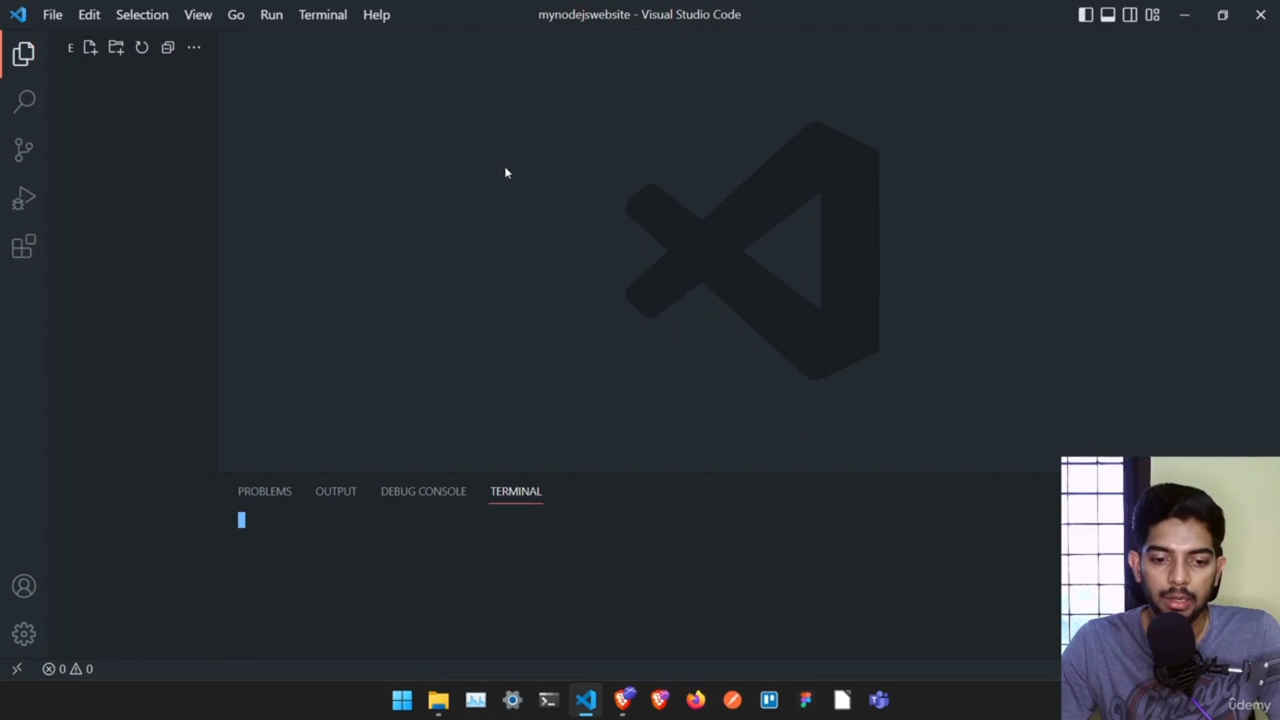 File Edit Selection View Go Run Terminal Help
mynodejswebsite - Visual Studio Code
E
PROBLEMS OUTPUT DEBUG CONSOLE TERMINAL
0 0
ûdemy